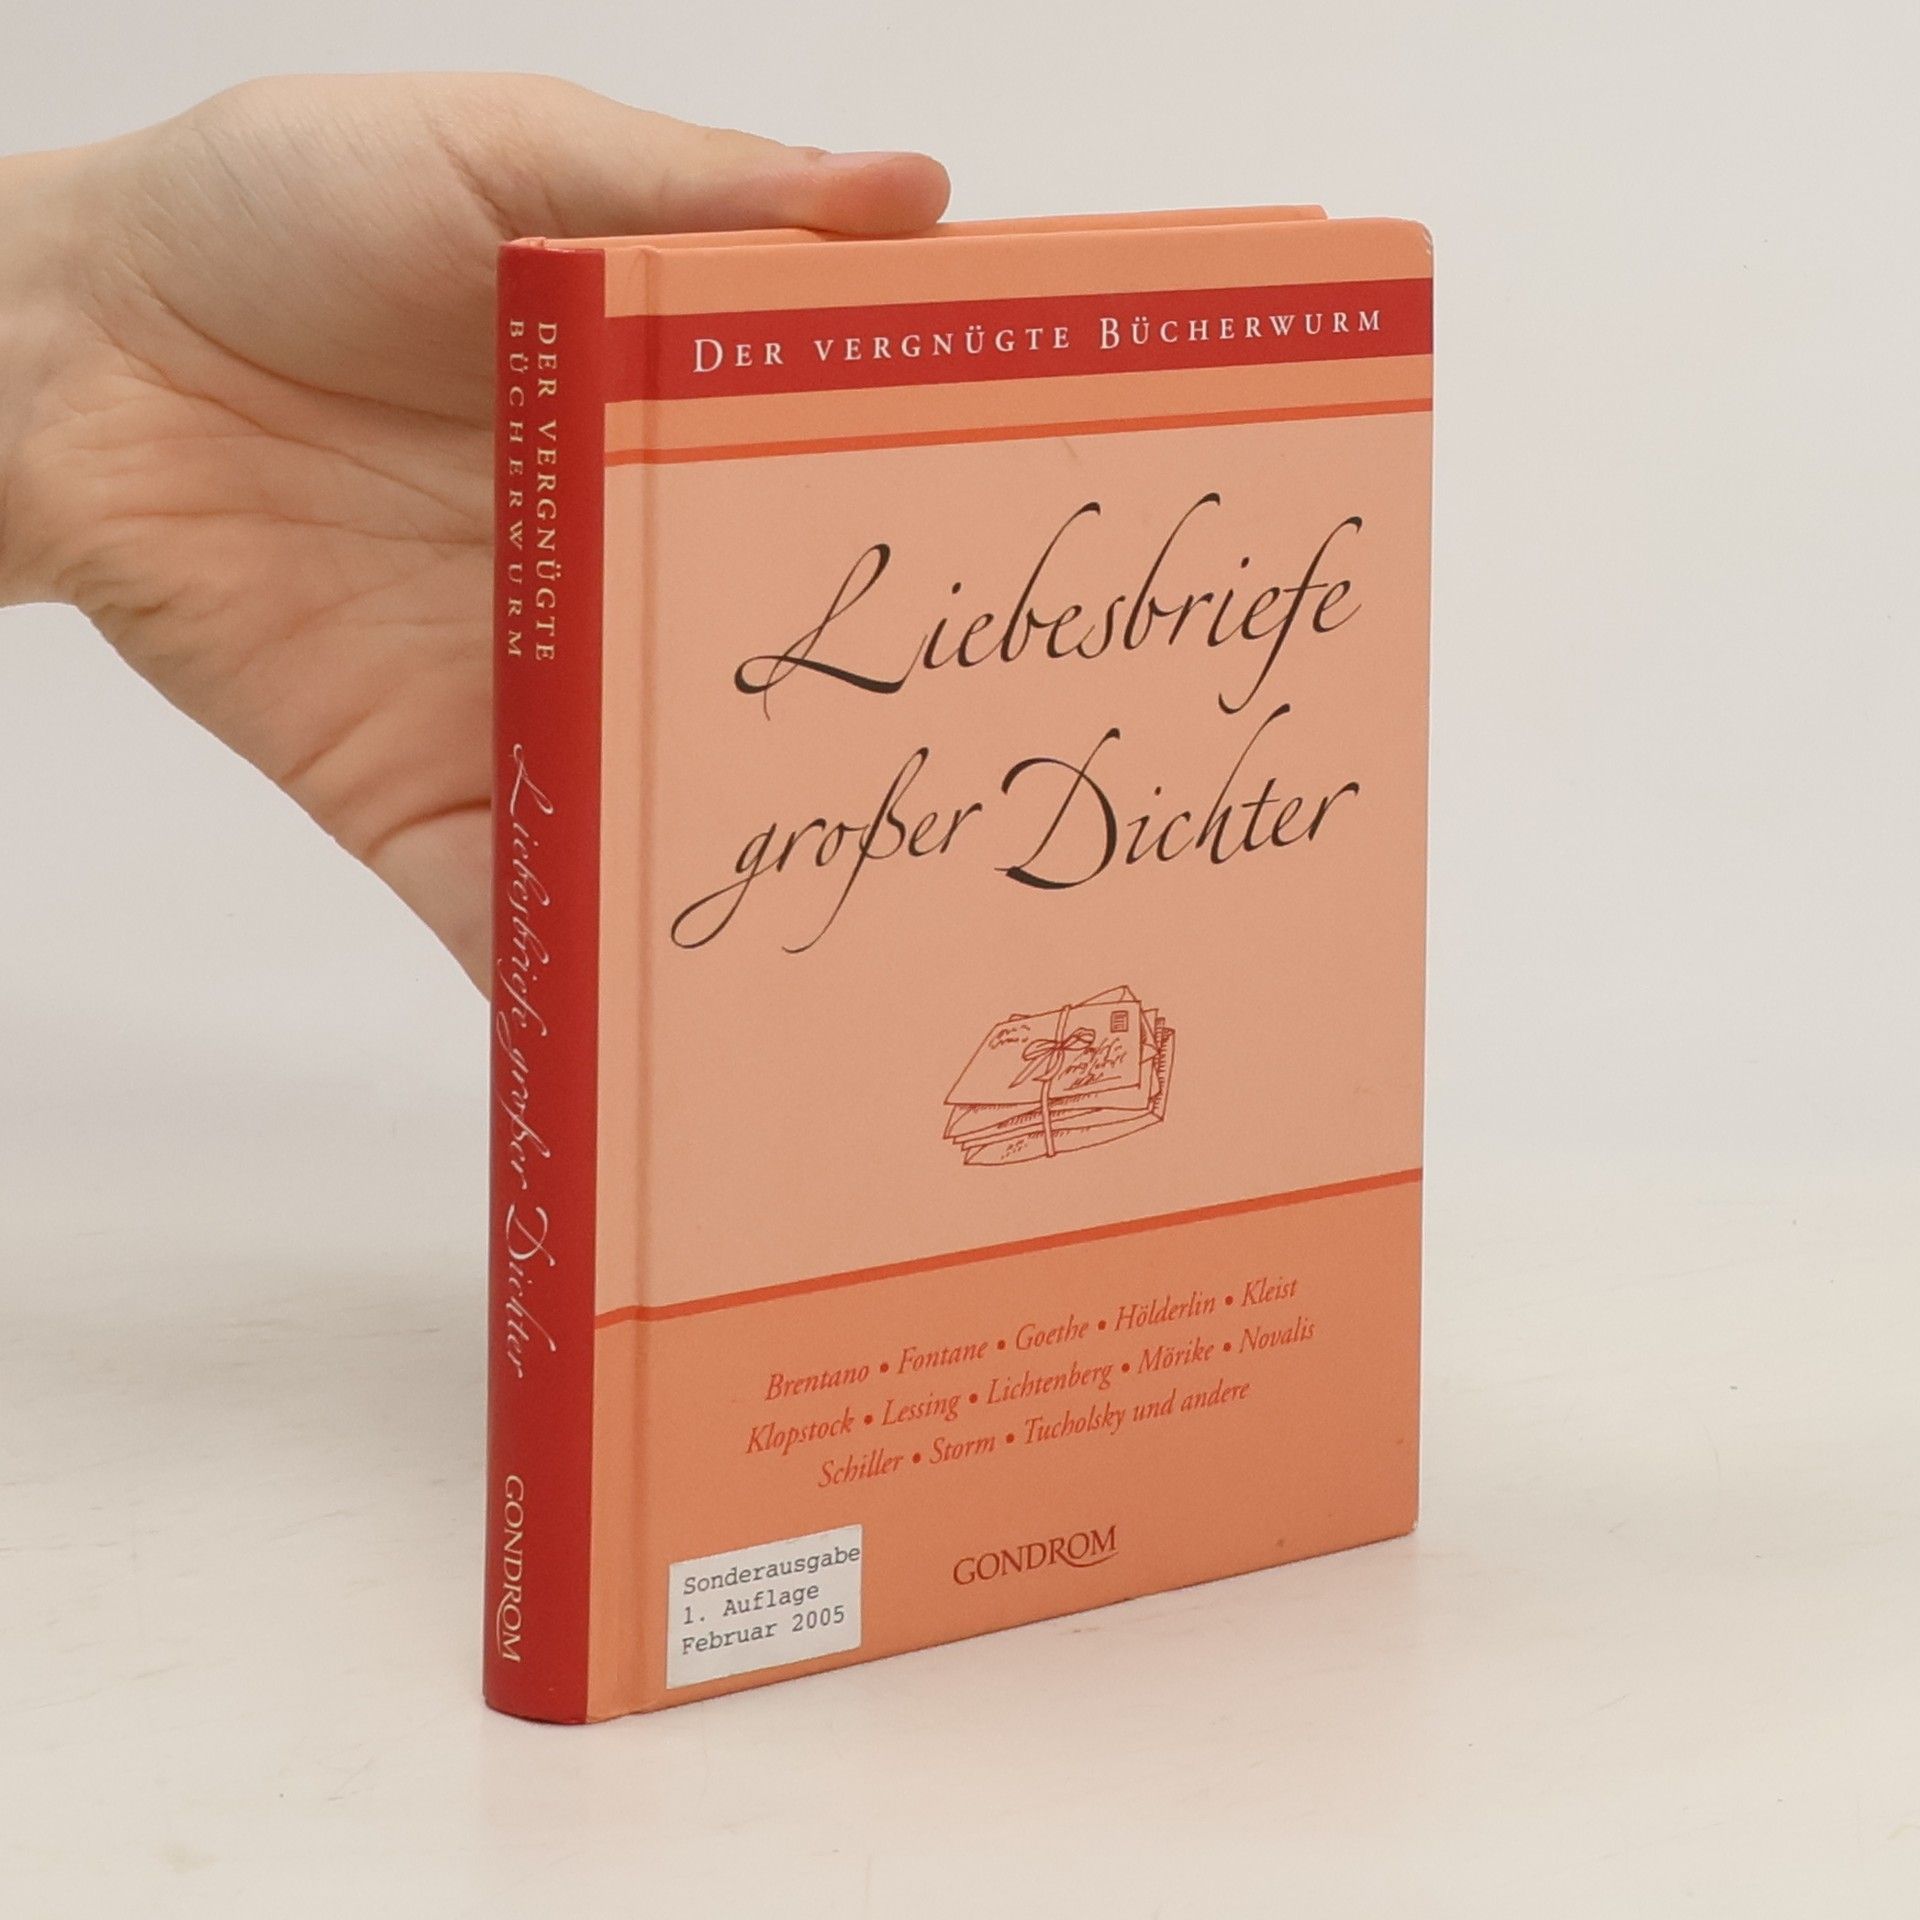 DER VERGNÜGTE
BÜCHERWURM
Liebesbriefe großer Dichter
GONDROM
DER VERGNÜGTE BÜCHERWURM
Liebesbriefe
großer Dichter
Brentano • Fontane • Goethe • Hölderlin • Kleist
Klopstock • Lessing • Lichtenberg • Mörike • Novalis
Schiller • Storm • Tucholsky und andere
GONDROM
Sonderausgabe
1. Auflage
Februar 2005